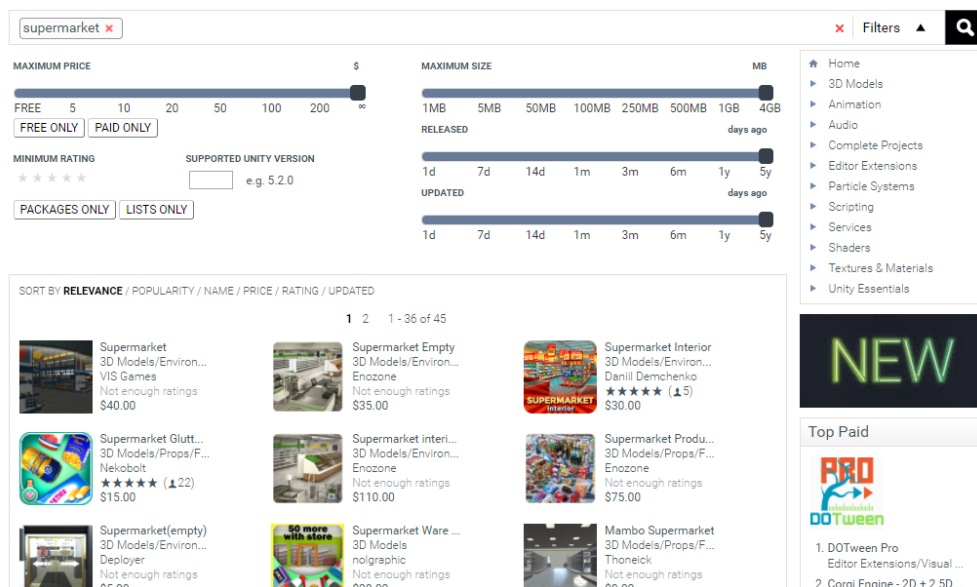 supermarket ×
× Filters ▲
MAXIMUM PRICE $
FREE 5 10 20 50 100 200 ∞
FREE ONLY PAID ONLY
MINIMUM RATING SUPPORTED UNITY VERSION
e.g. 5.2.0
PACKAGES ONLY LISTS ONLY
MAXIMUM SIZE MB
1MB 5MB 50MB 100MB 250MB 500MB 1GB 4GB
RELEASED days ago
1d 7d 14d 1m 3m 6m 1y 5y
UPDATED days ago
1d 7d 14d 1m 3m 6m 1y 5y
Home
3D Models
Animation
Audio
Complete Projects
Editor Extensions
Particle Systems
Scripting
Services
Shaders
Textures & Materials
Unity Essentials
SORT BY RELEVANCE / POPULARITY / NAME / PRICE / RATING / UPDATED
1 2 1 - 36 of 45
Supermarket
3D Models/Environ...
VIS Games
Not enough ratings
$40.00
Supermarket Empty
3D Models/Environ...
Enozone
Not enough ratings
$35.00
SUPERMARKET
interior
Supermarket Interior
3D Models/Environ...
Daniil Demchenko
★★★★★ (5)
$30.00
Supermarket Glutt...
3D Models/Props/F...
Nekobolt
★★★★★ (22)
$15.00
Supermarket interi...
3D Models/Environ...
Enozone
Not enough ratings
$110.00
Supermarket Produ...
3D Models/Props/F...
Enozone
Not enough ratings
$75.00
Supermarket(empty)
3D Models/Environ...
Deployer
Not enough ratings
50 more
with store
Supermarket Ware ...
3D Models
nolgraphic
Not enough ratings
Mambo Supermarket
3D Models/Props/F...
Thoneick
Not enough ratings
NEW
Top Paid
PRO
DOTween
1. DOTween Pro
Editor Extensions/Visual ...
2. Corgi Engine - 2D + 2.5D